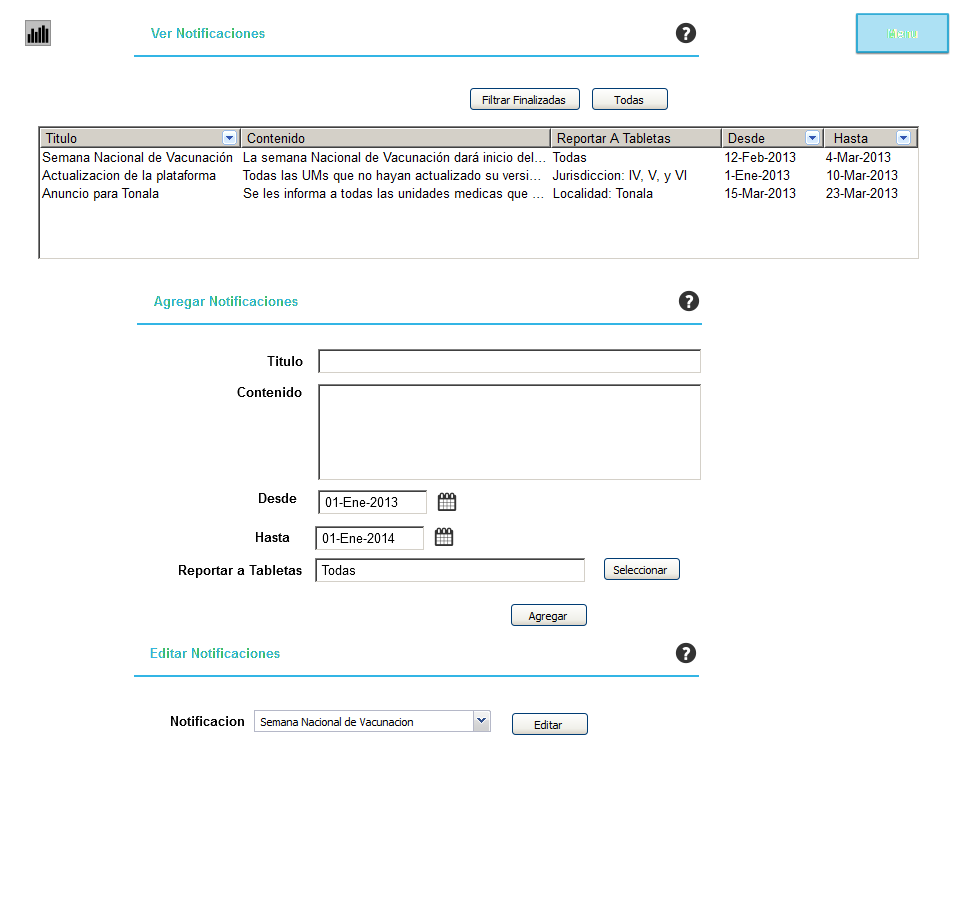 Ver Notificaciones
Menu
Filtrar Finalizadas Todas
Titulo Contenido Reportar A Tabletas Desde Hasta
Semana Nacional de Vacunación La semana Nacional de Vacunación dará inicio del... Todas 12-Feb-2013 4-Mar-2013
Actualizacion de la plataforma Todas las UMs que no hayan actualizado su versi... Jurisdiccion: IV, V, y VI 1-Ene-2013 10-Mar-2013
Anuncio para Tonala Se les informa a todas las unidades medicas que ... Localidad: Tonala 15-Mar-2013 23-Mar-2013
Agregar Notificaciones
Titulo
Contenido
Desde 01-Ene-2013
Hasta 01-Ene-2014
Reportar a Tabletas Todas Seleccionar
Agregar
Editar Notificaciones
Notificacion Semana Nacional de Vacunacion Editar